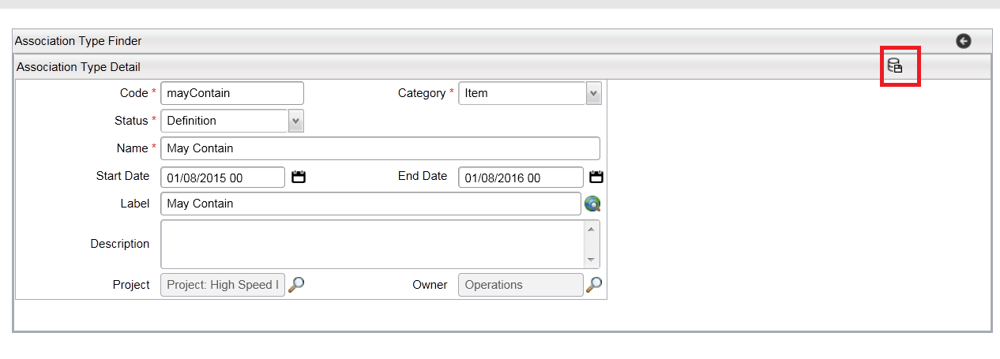 Association Type Finder
Association Type Detail
Code * mayContain Category * Item
Status * Definition
Name * May Contain
Start Date 01/08/2015 00 End Date 01/08/2016 00
Label May Contain
Description
Project Project: High Speed I Owner Operations